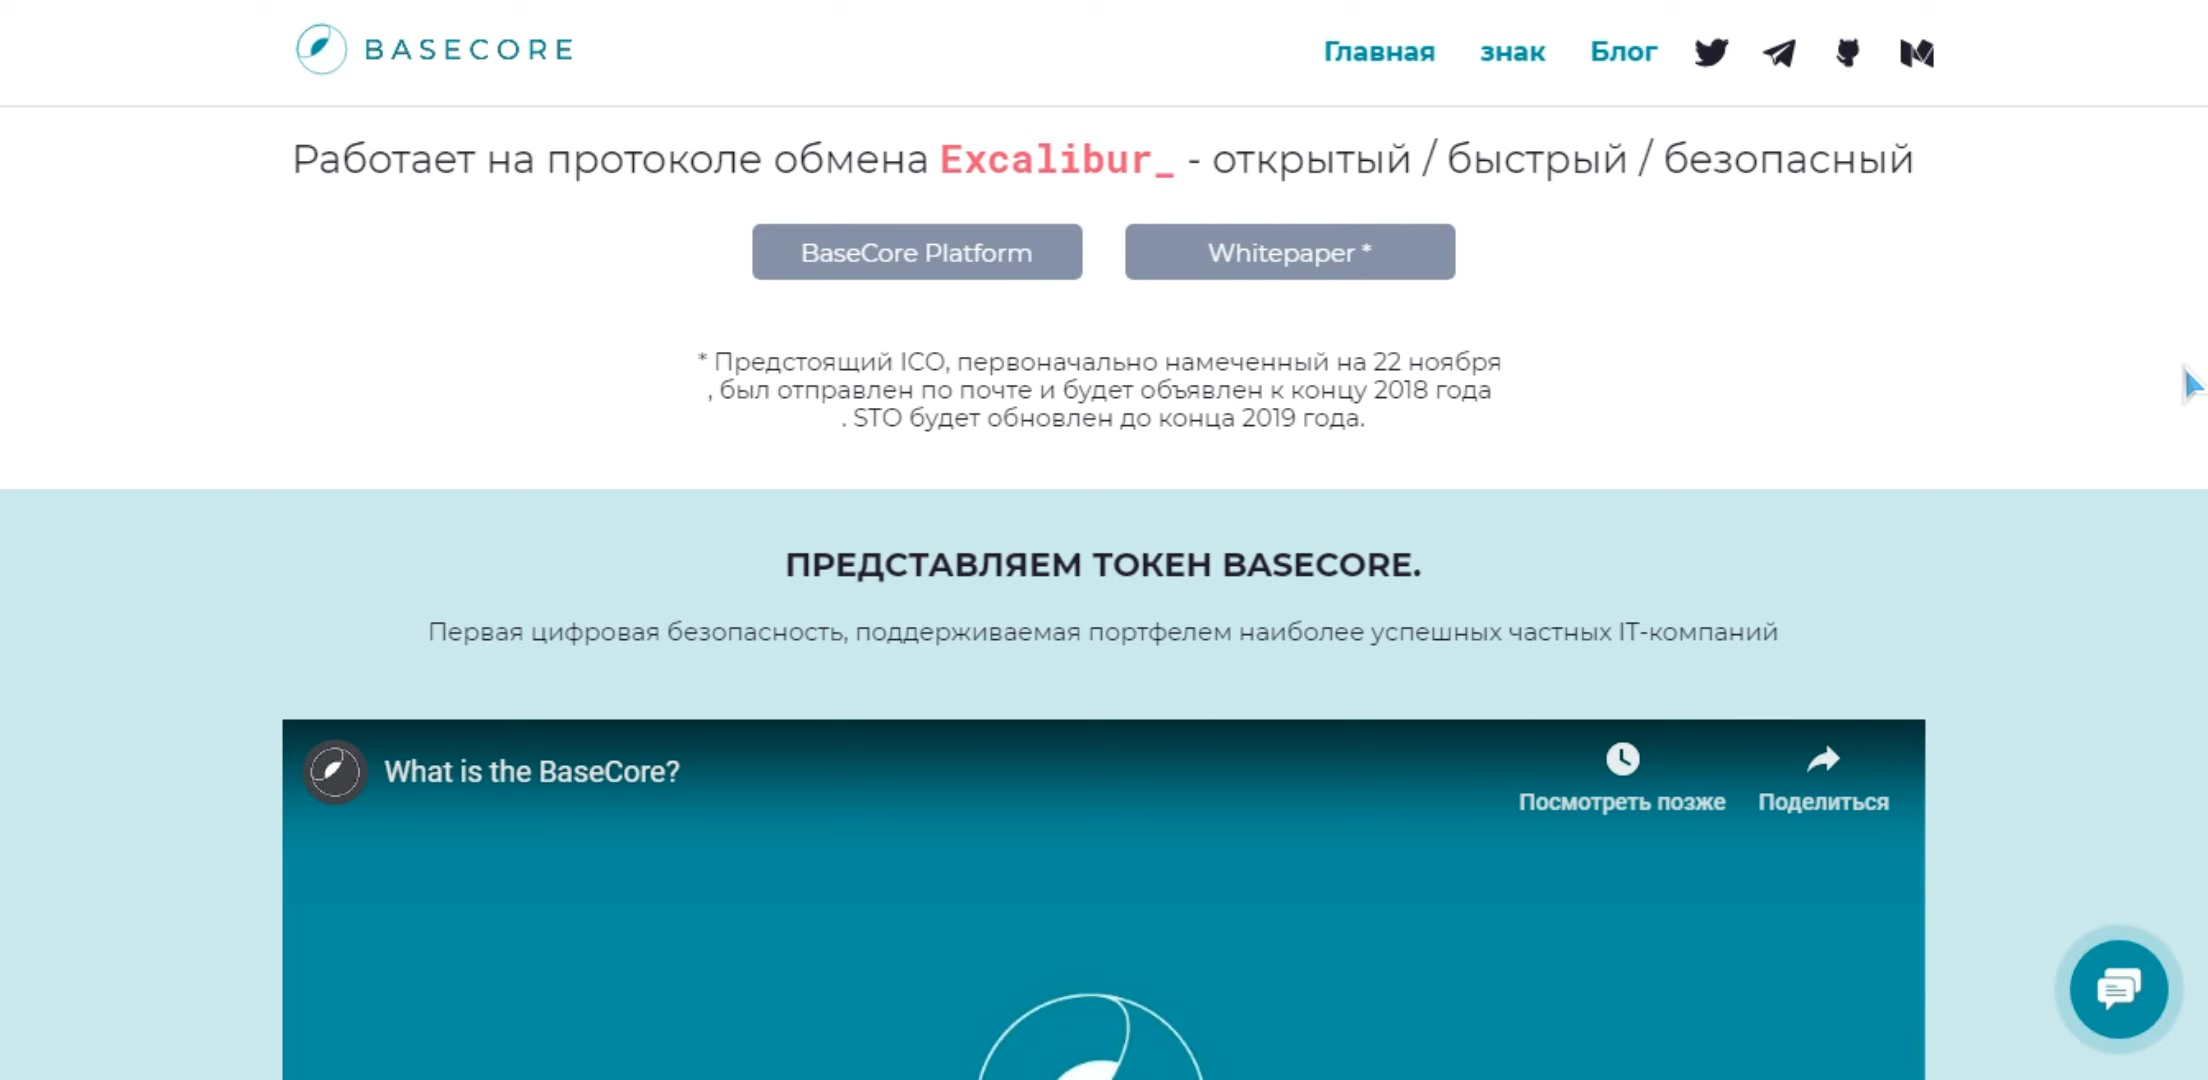 BASECORE
Главная знак Блог
Работает на протоколе обмена Excalibur_ - открытый / быстрый / безопасный
BaseCore Platform Whitepaper *
* Предстоящий ICO, первоначально намеченный на 22 ноября
, был отправлен по почте и будет объявлен к концу 2018 года
. STO будет обновлен до конца 2019 года.
ПРЕДСТАВЛЯЕМ ТОКЕН BASECORE.
Первая цифровая безопасность, поддерживаемая портфелем наиболее успешных частных IT-компаний
What is the BaseCore?
Посмотреть позже Поделиться